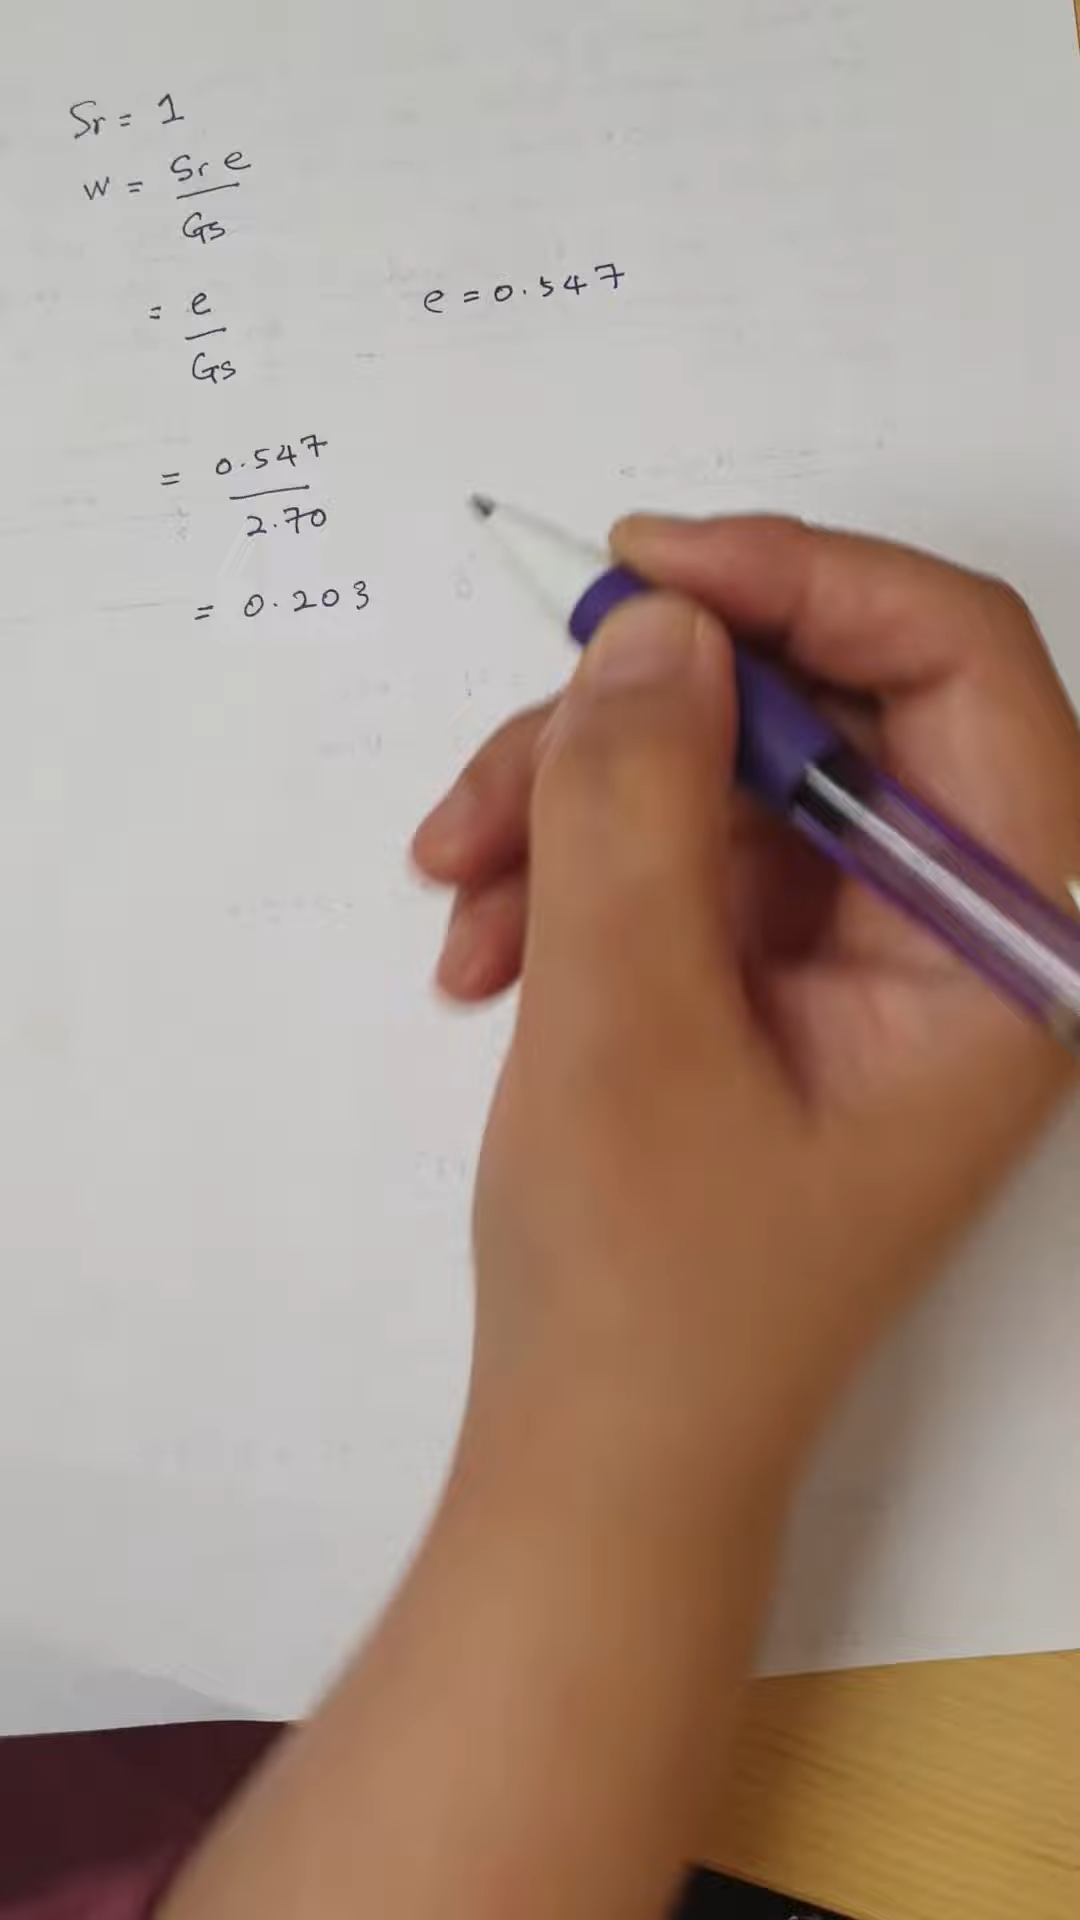 Sr = 1
w = Sr e
Gs
= e
Gs
e = 0.547
= 0.547
2.70
= 0.203